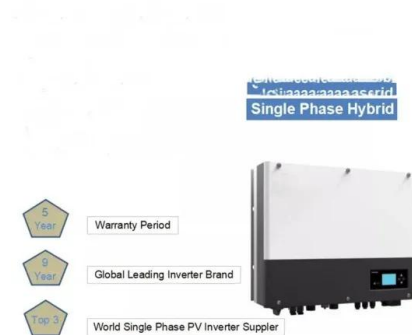 Single Phase Hybrid
5
Year
Warranty Period
9
Year
Global Leading Inverter Brand
Top 3
World Single Phase PV Inverter Suppler